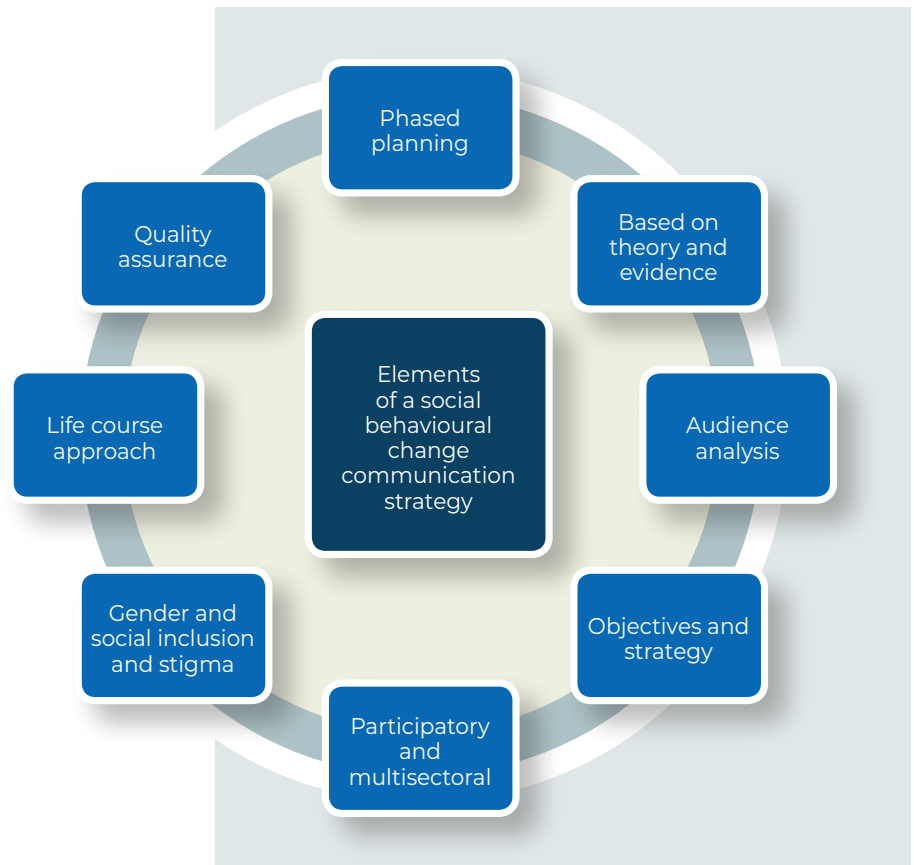 Phased
planning
Based on
theory and
evidence
Audience
analysis
Objectives and
strategy
Participatory
and
multisectoral
Gender and
social inclusion
and stigma
Life course
approach
Quality
assurance
Elements
of a social
behavioural
change
communication
strategy